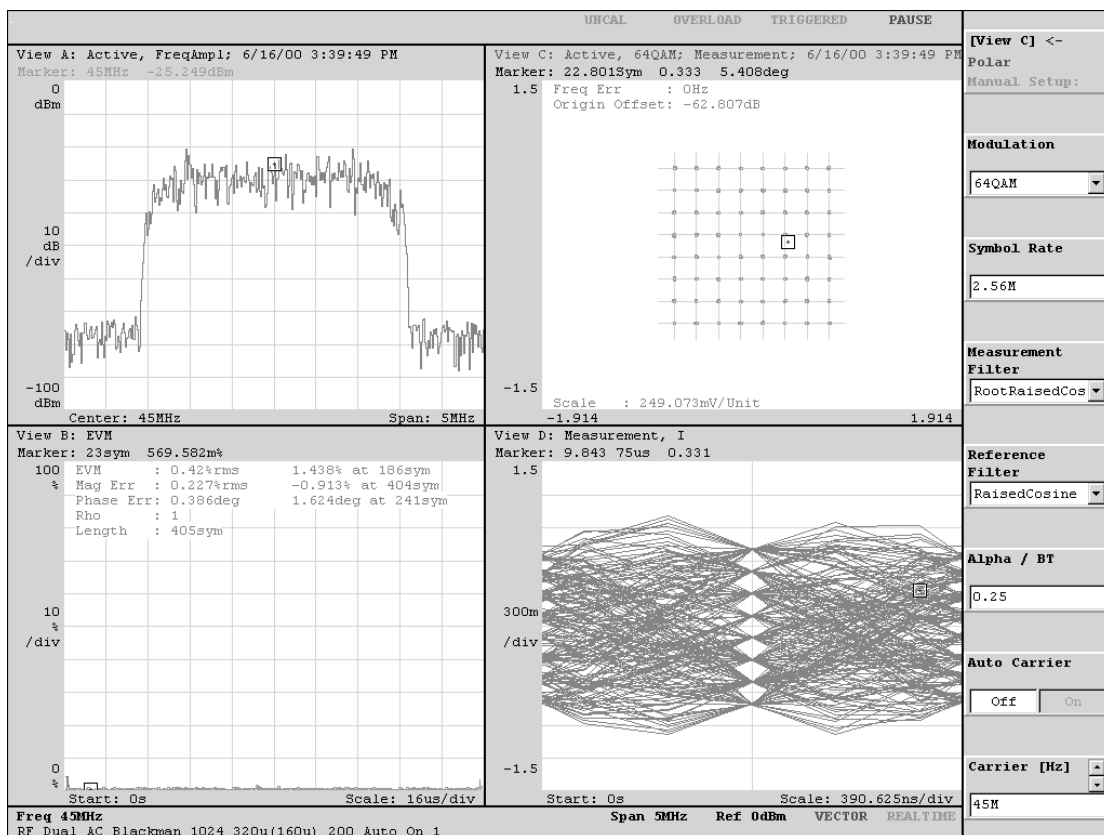 UNCAL OVERLOAD TRIGGERED PAUSE
View A: Active, FreqAmpl; 6/16/00 3:39:49 PM
Marker: 45MHz -25.249dBm
0
dBm
10
dB
/div
-100
dBm
Center: 45MHz Span: 5MHz
View C: Active, 64QAM; Measurement; 6/16/00 3:39:49 PM
Marker: 22.801Sym 0.333 5.408deg
1.5
Freq Err : 0Hz
Origin Offset: -62.807dB
-1.5
Scale : 249.073mV/Unit
-1.914 1.914
View B: EVM
Marker: 23sym 569.582m%
100
%
EVM : 0.42%rms 1.438% at 186sym
Mag Err : 0.227%rms -0.913% at 404sym
Phase Err: 0.386deg 1.624deg at 241sym
Rho : 1
Length : 405sym
10
%
/div
0
%
Start: 0s Scale: 16us/div
View D: Measurement, I
Marker: 9.843 75us 0.331
1.5
300m
/div
-1.5
Start: 0s Scale: 390.625ns/div
Freq 45MHz Span 5MHz Ref 0dBm VECTOR REALTIME
RF Dual AC Blackman 1024 320u(160u) 200 Auto On 1
[View C] <-
Polar
Manual Setup:
Modulation
64QAM
Symbol Rate
2.56M
Measurement
Filter
RootRaisedCos
Reference
Filter
RaisedCosine
Alpha / BT
0.25
Auto Carrier
Off On
Carrier [Hz]
45M